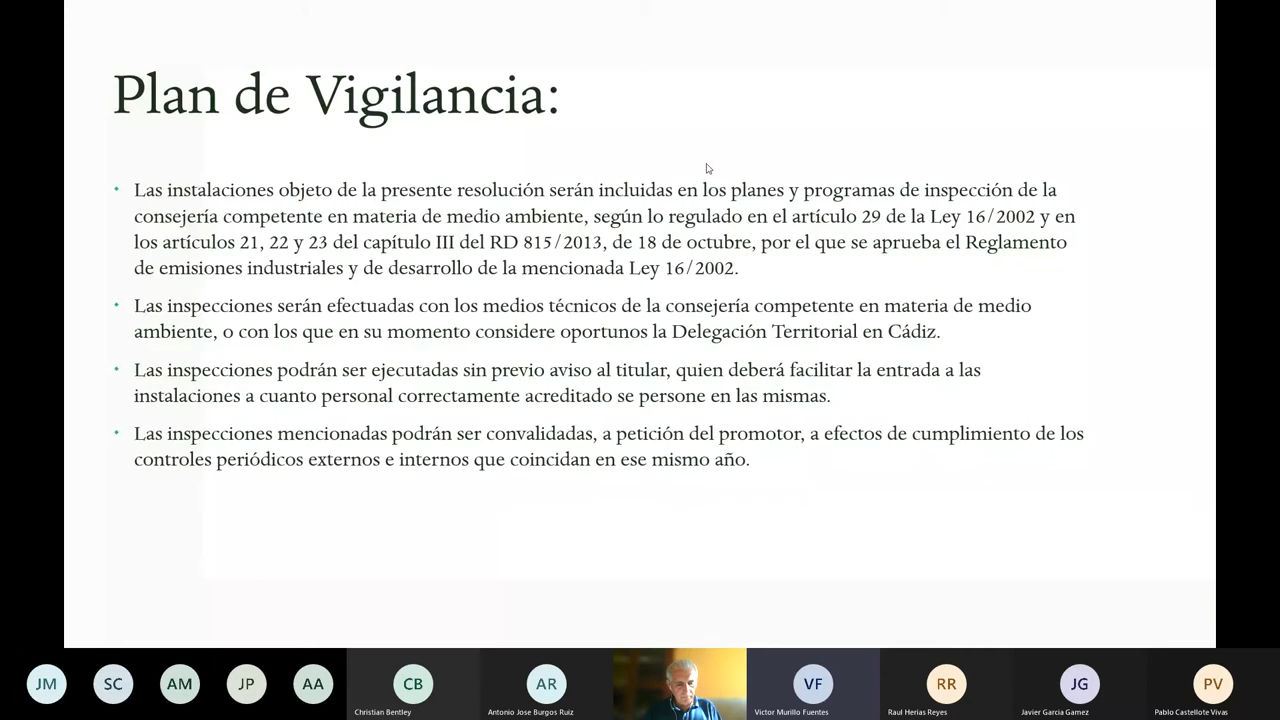 Plan de Vigilancia:
Las instalaciones objeto de la presente resolución serán incluidas en los planes y programas de inspección de la
consejería competente en materia de medio ambiente, según lo regulado en el artículo 29 de la Ley 16/2002 y en
los artículos 21, 22 y 23 del capítulo III del RD 815/2013, de 18 de octubre, por el que se aprueba el Reglamento
de emisiones industriales y de desarrollo de la mencionada Ley 16/2002.
Las inspecciones serán efectuadas con los medios técnicos de la consejería competente en materia de medio
ambiente, o con los que en su momento considere oportunos la Delegación Territorial en Cádiz.
Las inspecciones podrán ser ejecutadas sin previo aviso al titular, quien deberá facilitar la entrada a las
instalaciones a cuanto personal correctamente acreditado se persone en las mismas.
Las inspecciones mencionadas podrán ser convalidadas, a petición del promotor, a efectos de cumplimiento de los
controles periódicos externos e internos que coincidan en ese mismo año.
JM SC AM JP AA CB AR VF RR JG PV
Christian Bentley Antonio Jose Burgos Ruiz Victor Murillo Fuentes Raul Herias Reyes Javier Garcia Gamez Pablo Castellote Vivas